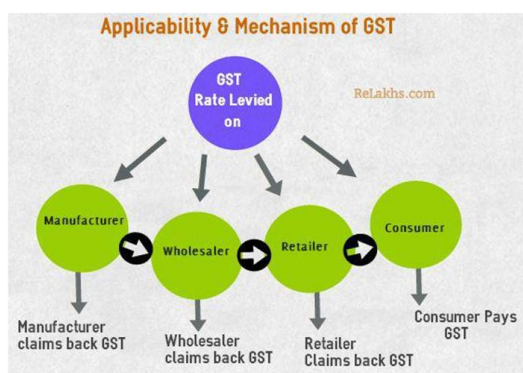 Applicability & Mechanism of GST
GST
Rate Levied
on
ReLakhs.com
Manufacturer
Wholesaler
Retailer
Consumer
Manufacturer
claims back GST
Wholesaler
claims back GST
Retailer
Claims back GST
Consumer Pays
GST